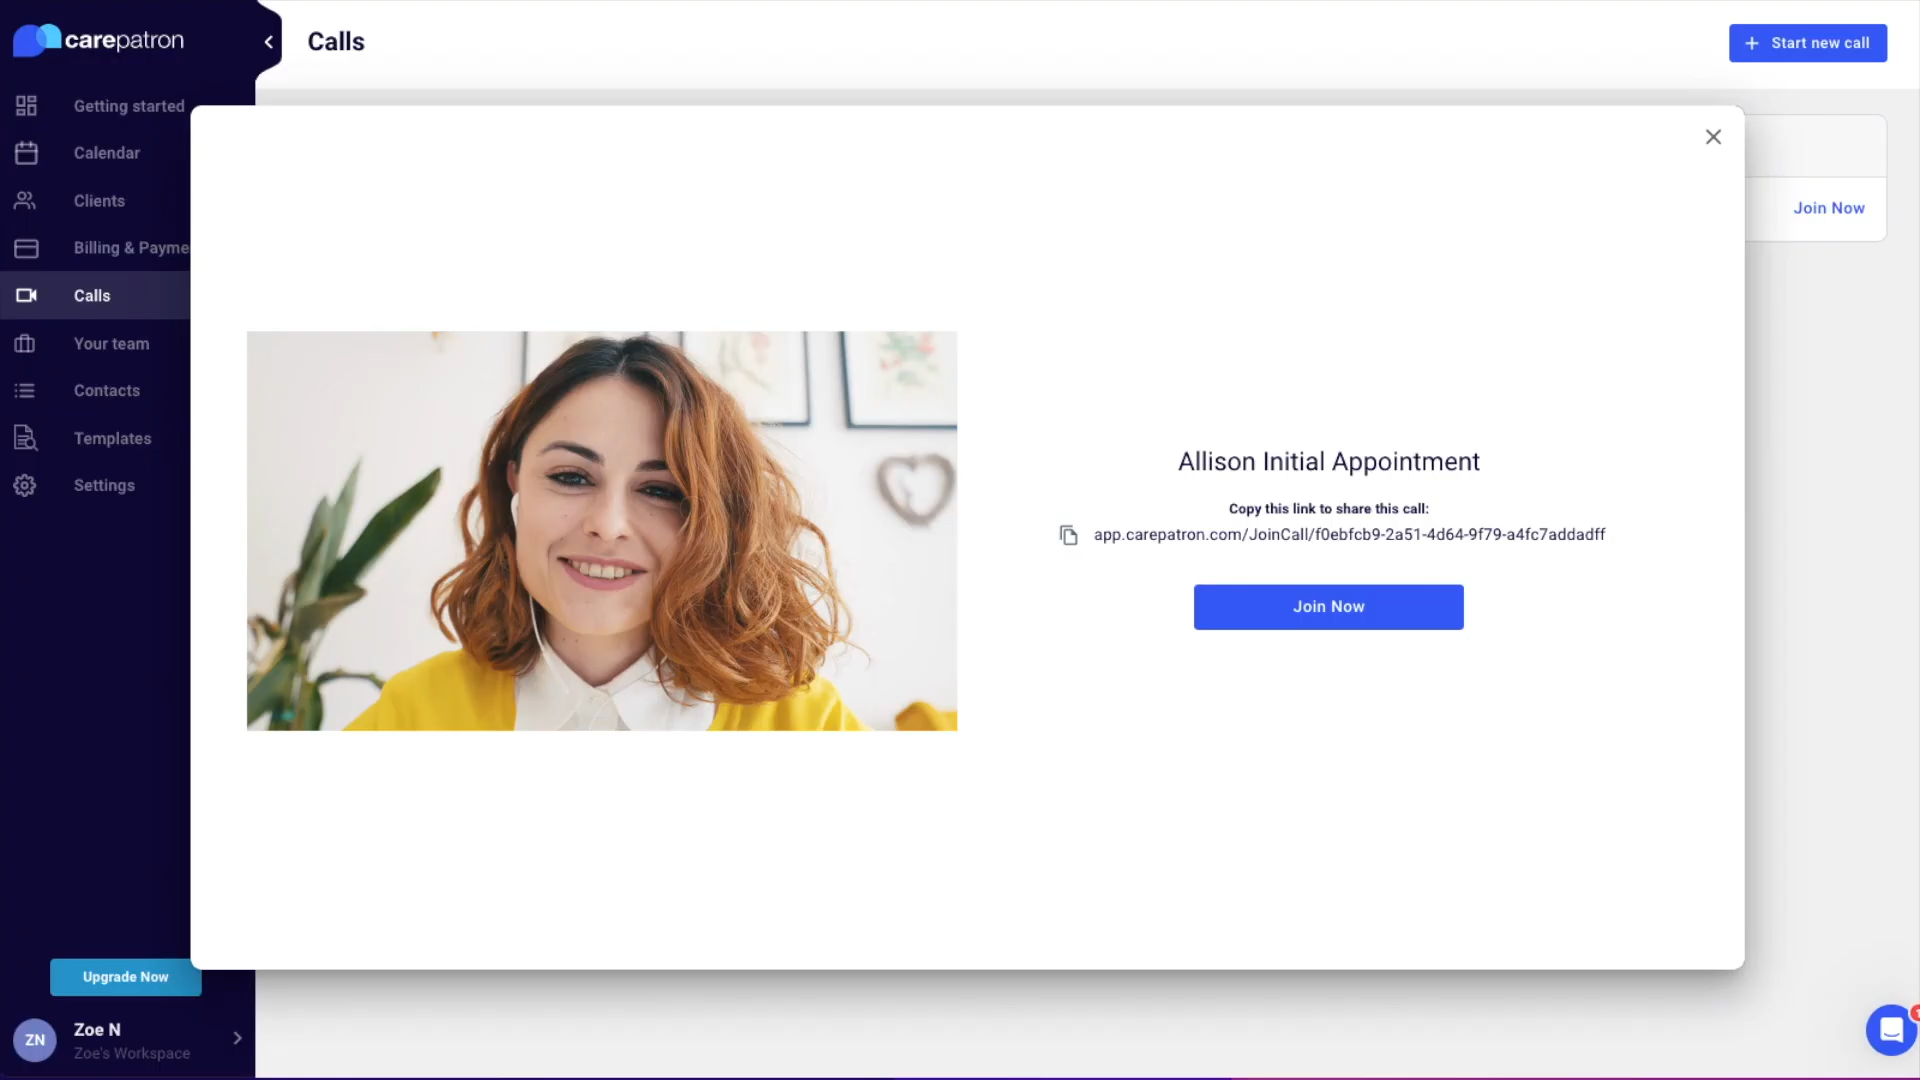 carepatron
Calls
Start new call
Getting started
Calendar
Clients
Billing & Payme
Calls
Your team
Contacts
Templates
Settings
Join Now
Allison Initial Appointment
Copy this link to share this call:
app.carepatron.com/JoinCall/f0ebfcb9-2a51-4d64-9f79-a4fc7addadff
Join Now
Upgrade Now
ZN
Zoe N
Zoe's Workspace